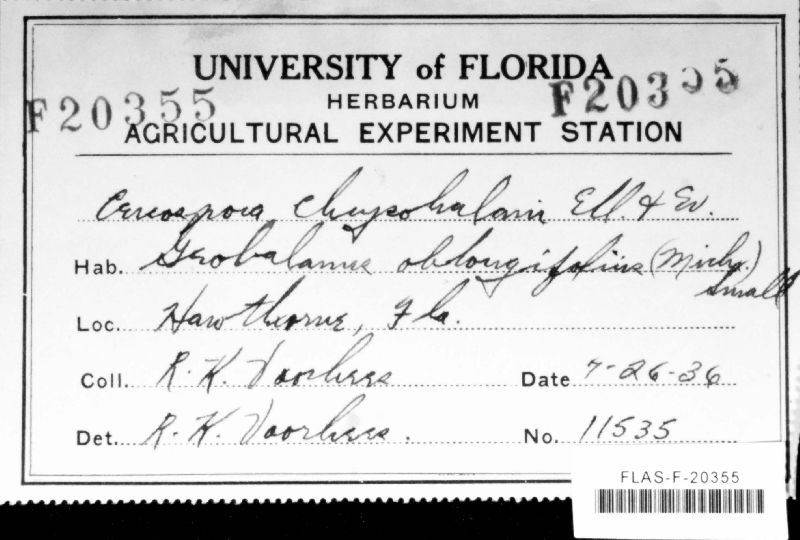 UNIVERSITY of FLORIDA
F20355 HERBARIUM F20355
AGRICULTURAL EXPERIMENT STATION
Cercospora chrysobalani Ell. & Ev.
Hab. Geobalanus oblongifolius (Michx.) Small
Loc. Hawthorne, Fla.
Coll. R. K. Voorhees Date 7-26-36
Det. R. K. Voorhees. No. 11535
FLAS-F-20355